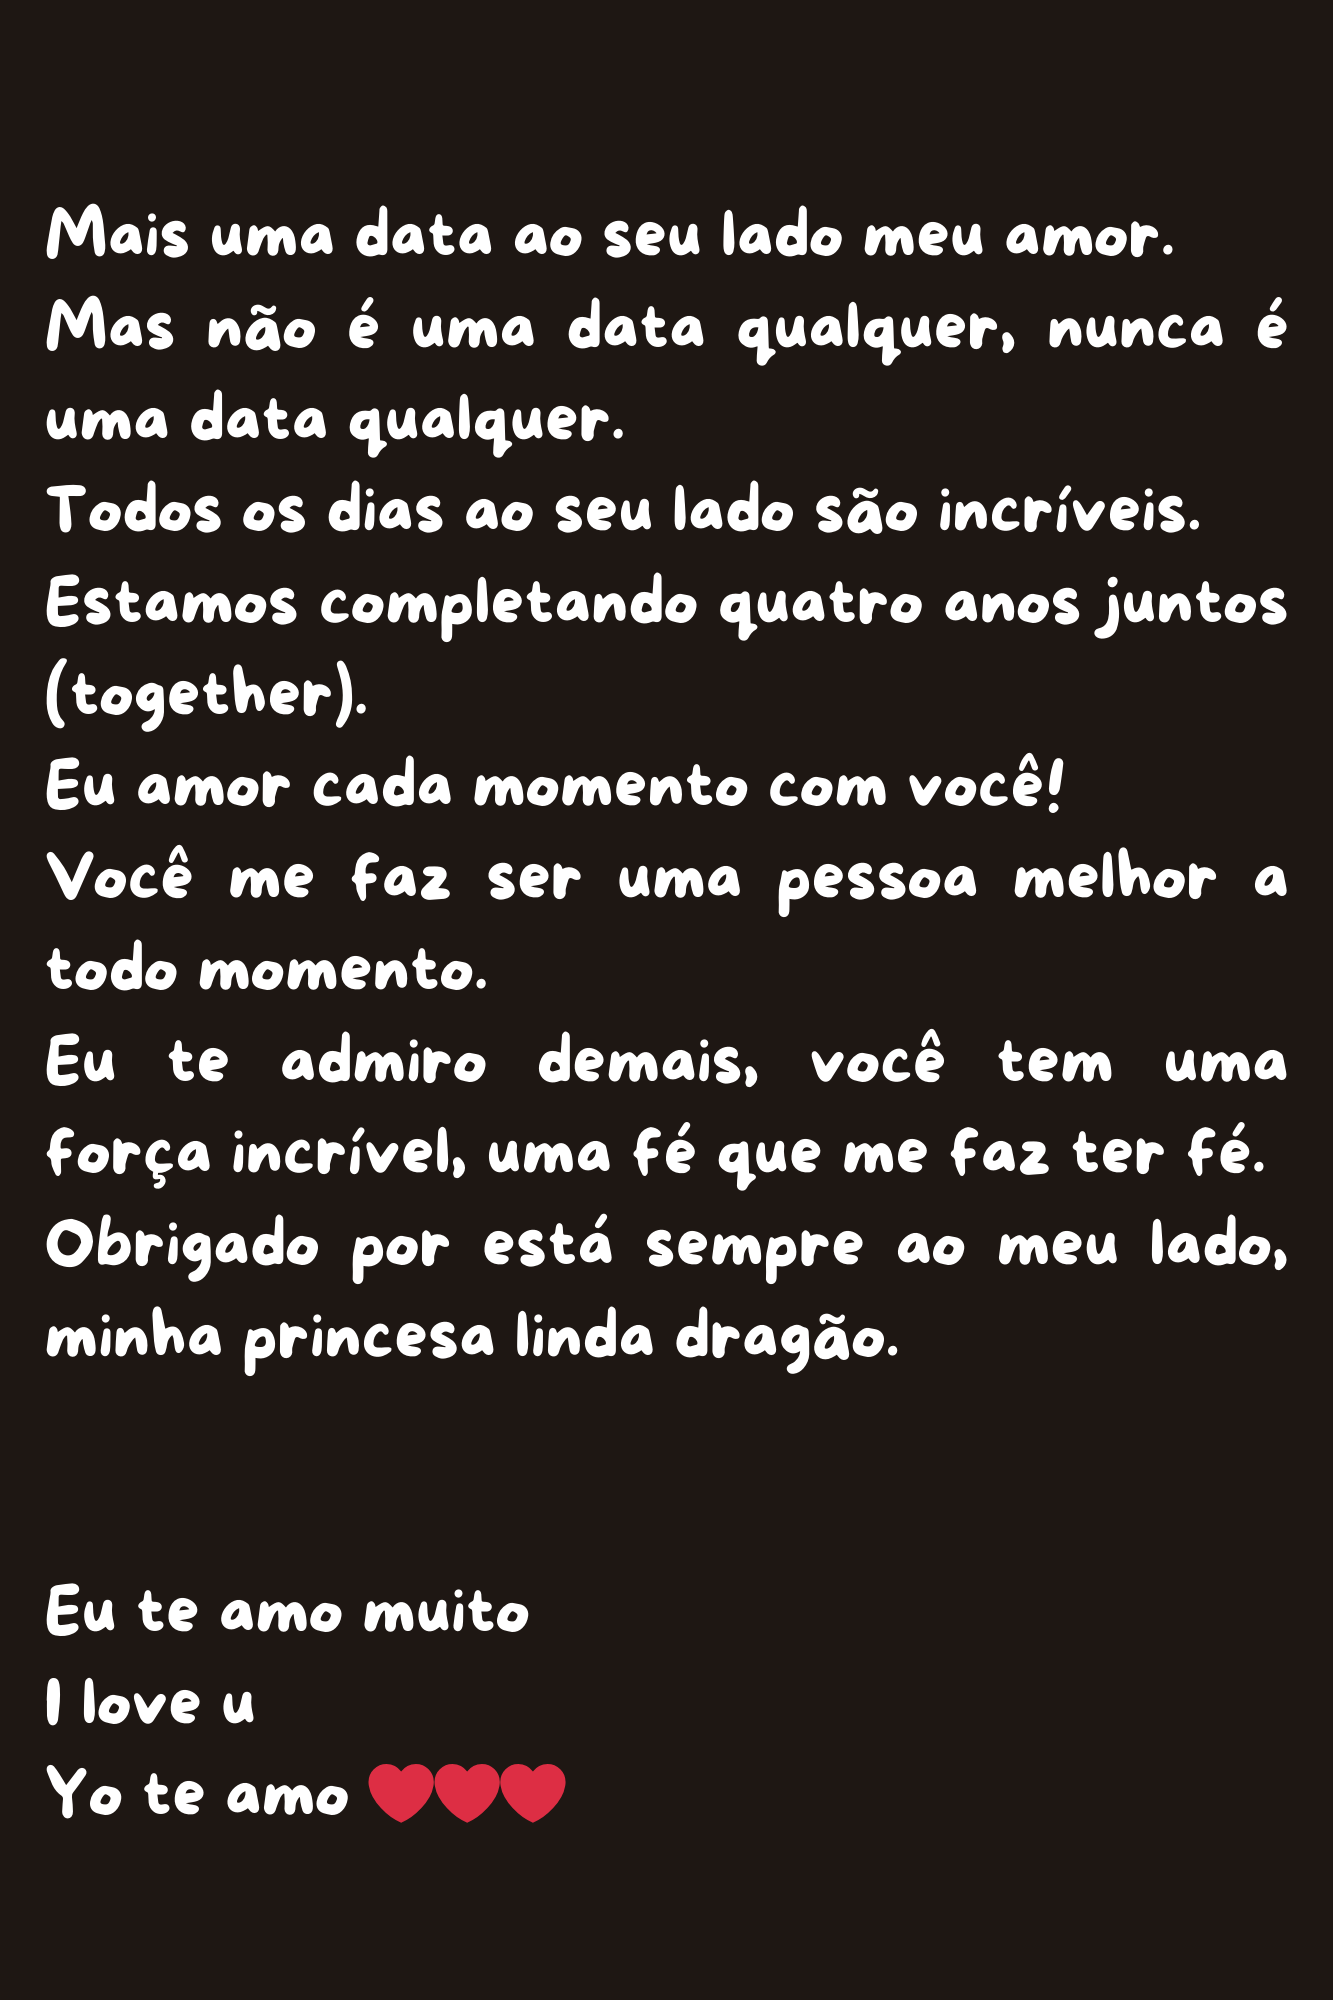 Mais uma data ao seu lado meu amor.
Mas não é uma data qualquer, nunca é
uma data qualquer.
Todos os dias ao seu lado são incríveis.
Estamos completando quatro anos juntos
(together).
Eu amor cada momento com você!
Você me faz ser uma pessoa melhor a
todo momento.
Eu te admiro demais, você tem uma
força incrível, uma fé que me faz ter fé.
Obrigado por está sempre ao meu lado,
minha princesa linda dragão.
Eu te amo muito
I love u
Yo te amo ❤️❤️❤️